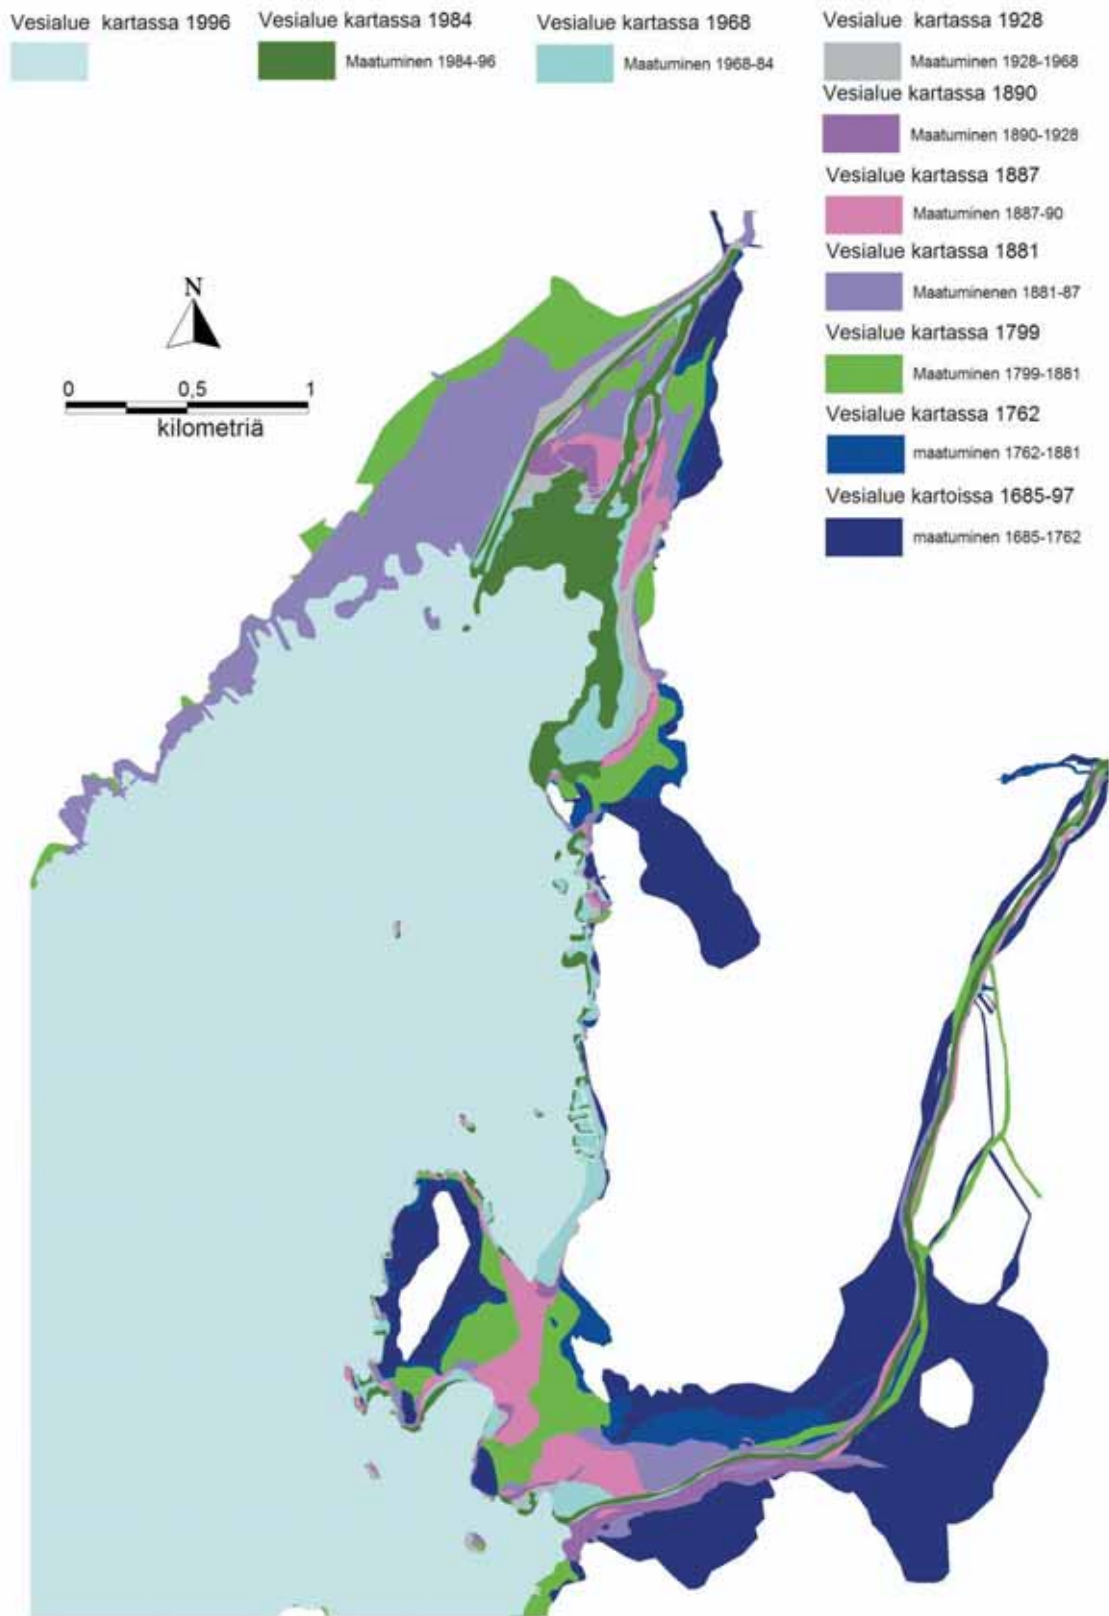 Vesialue kartassa 1996
Vesialue kartassa 1984
Maatuminen 1984-96
Vesialue kartassa 1968
Maatuminen 1968-84
Vesialue kartassa 1928
Maatuminen 1928-1968
Vesialue kartassa 1890
Maatuminen 1890-1928
Vesialue kartassa 1887
Maatuminen 1887-90
Vesialue kartassa 1881
Maatuminenen 1881-87
Vesialue kartassa 1799
Maatuminen 1799-1881
Vesialue kartassa 1762
maatuminen 1762-1881
Vesialue kartoissa 1685-97
maatuminen 1685-1762
N
0 0,5 1
kilometriä